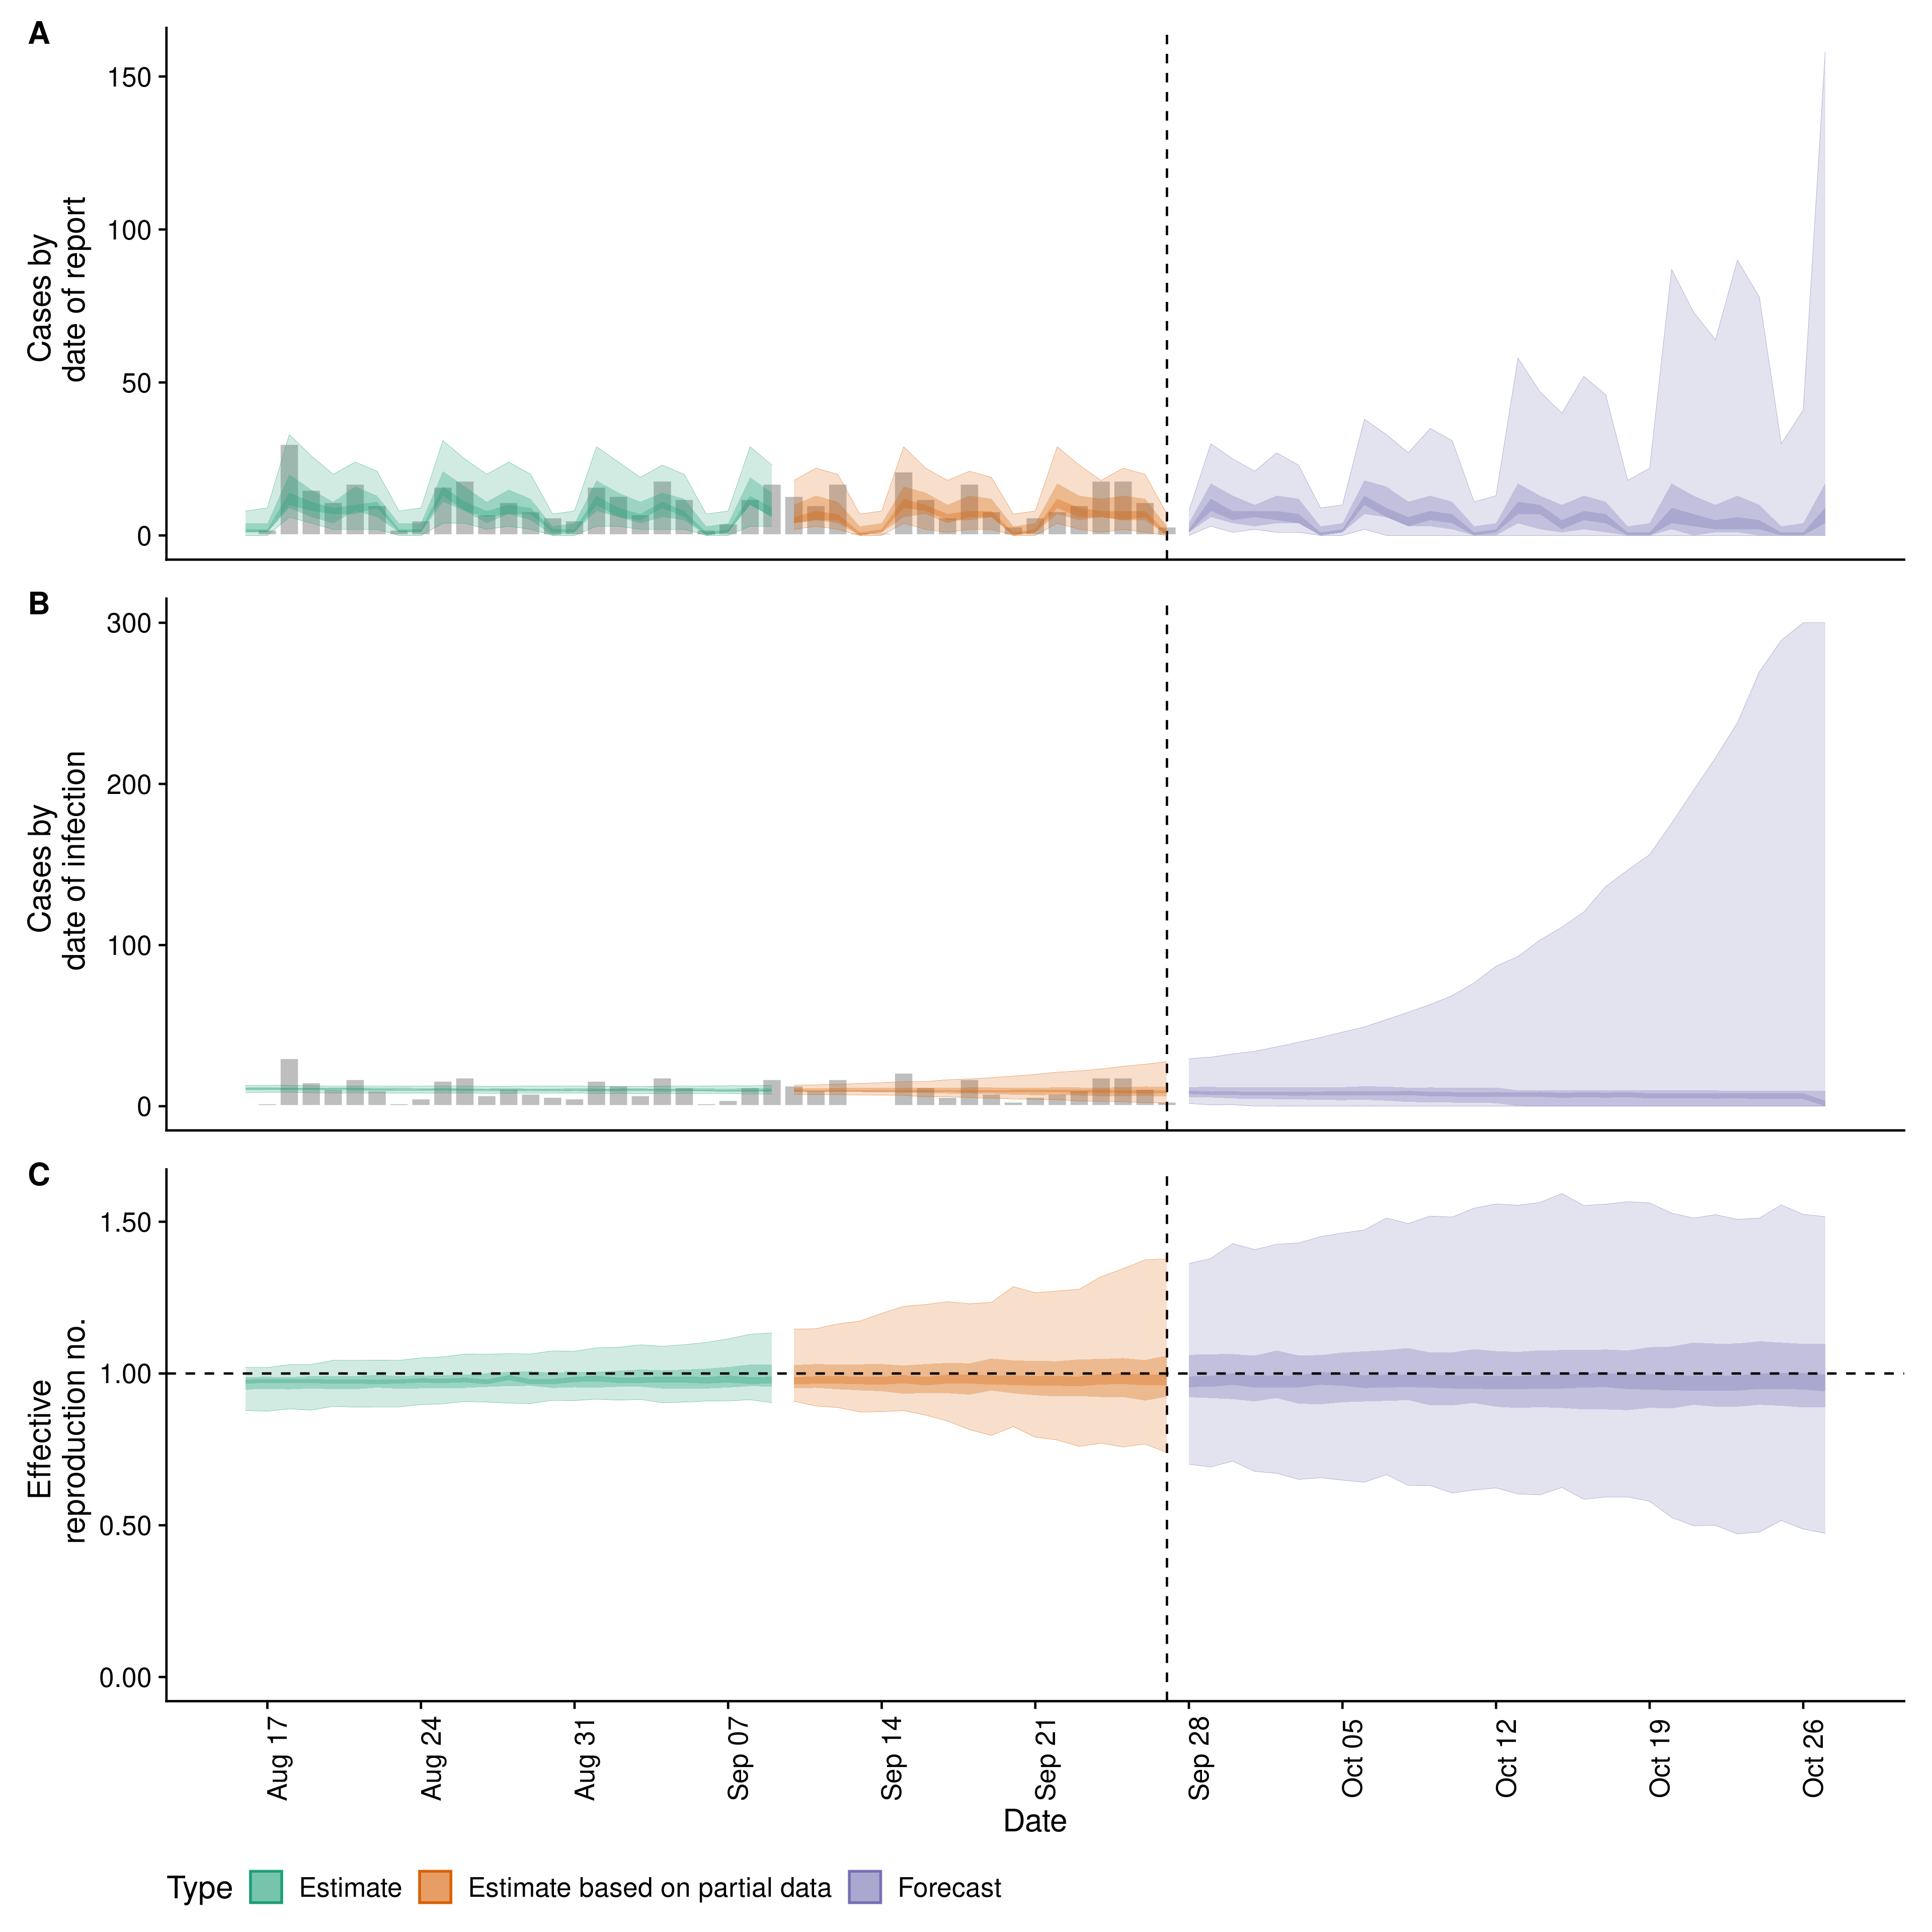 A
Cases by
date of report
150
100
50
0
B
Cases by
date of infection
300
200
100
0
C
Effective
reproduction no.
1.50
1.00
0.50
0.00
Aug 17
Aug 24
Aug 31
Sep 07
Sep 14
Sep 21
Sep 28
Oct 05
Oct 12
Oct 19
Oct 26
Date
Type Estimate Estimate based on partial data Forecast